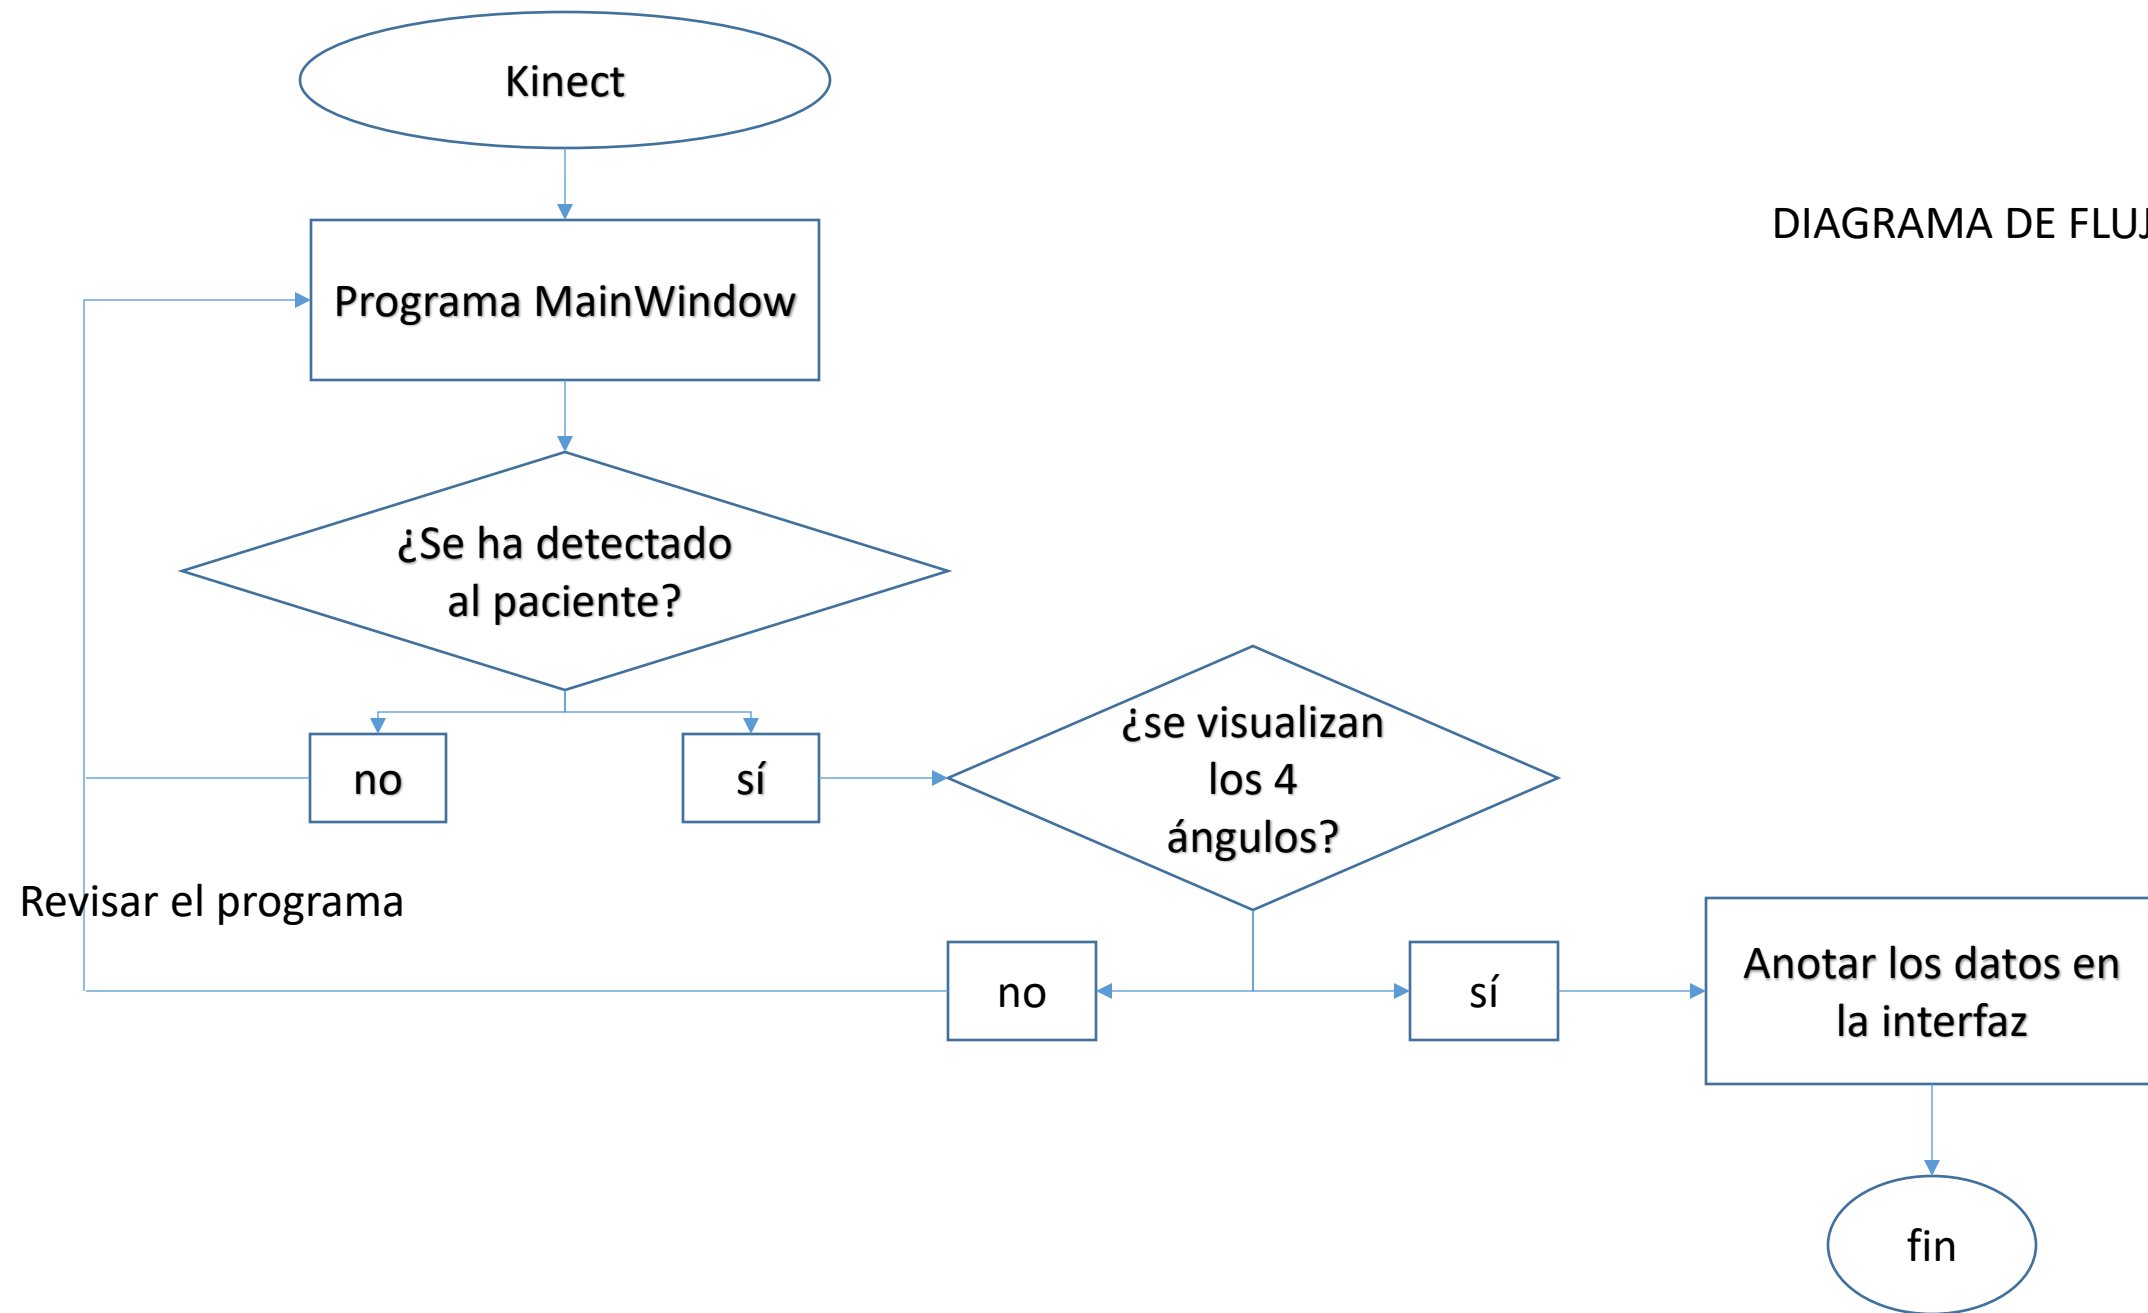 Kinect
DIAGRAMA DE FLUJ
Programa MainWindow
¿Se ha detectado
al paciente?
no
sí
¿se visualizan
los 4
ángulos?
Revisar el programa
no
sí
Anotar los datos en
la interfaz
fin